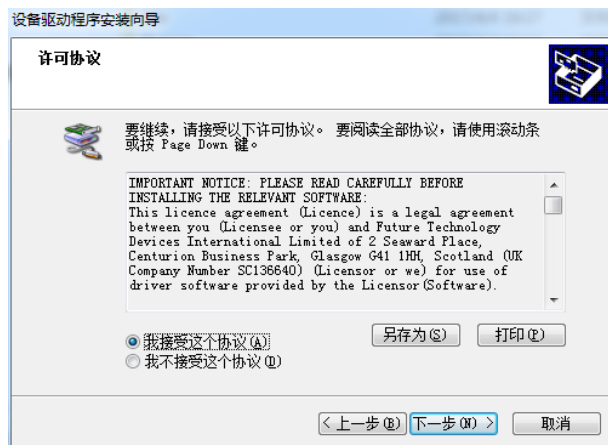 设备驱动程序安装向导
许可协议
要继续，请接受以下许可协议。 要阅读全部协议，请使用滚动条
或按 Page Down 键。
IMPORTANT NOTICE: PLEASE READ CAREFULLY BEFORE
INSTALLING THE RELEVANT SOFTWARE:
This licence agreement (Licence) is a legal agreement
between you (Licensee or you) and Future Technology
Devices International Limited of 2 Seaward Place,
Centurion Business Park, Glasgow G41 1HH, Scotland (UK
Company Number SC136640) (Licensor or we) for use of
driver software provided by the Licensor(Software).
我接受这个协议(A)
另存为(S) 打印(P)
我不接受这个协议(D)
< 上一步(B) 下一步(N) > 取消